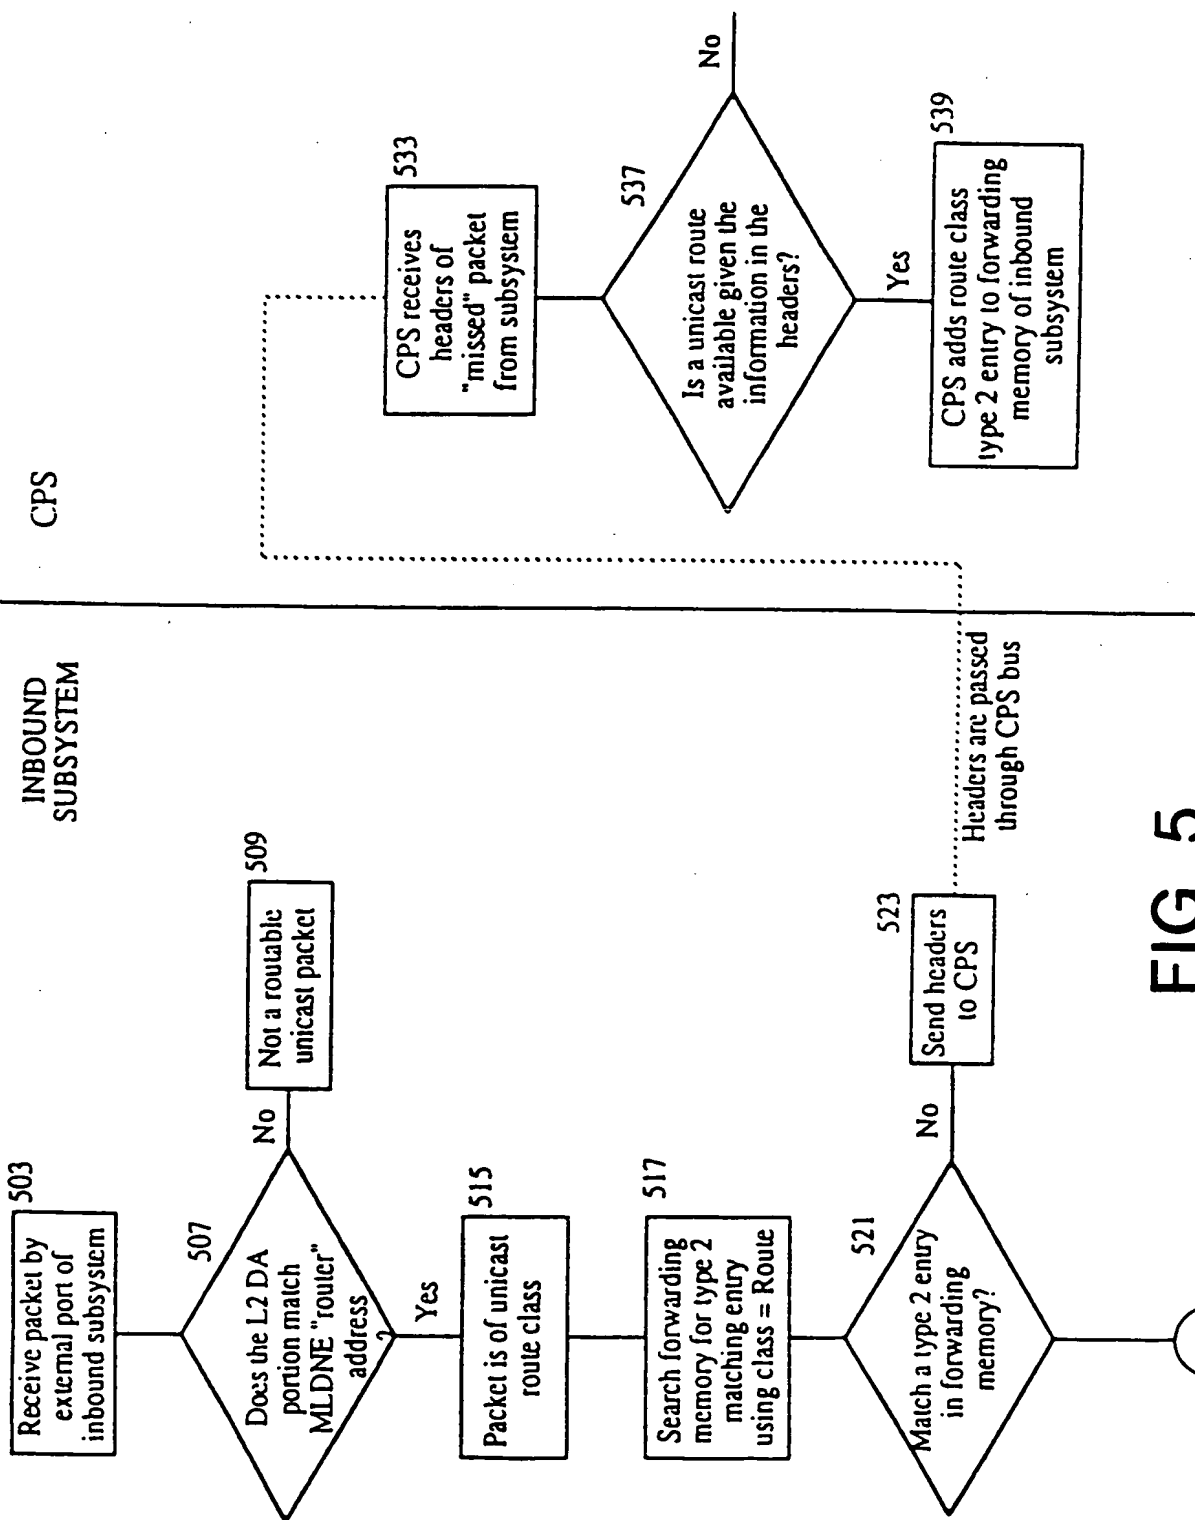 INBOUND
SUBSYSTEM
503
Receive packet by
external port of
inbound subsystem
507
Does the L2 DA
portion match
MLDNE "router"
address
?
No
509
Not a routable
unicast packet
Yes
515
Packet is of unicast
route class
517
Search forwarding
memory for type 2
matching entry
using class = Route
521
Match a type 2 entry
in forwarding
memory?
No
523
Send headers
to CPS
Headers are passed
through CPS bus
CPS
533
CPS receives
headers of
"missed" packet
from subsystem
537
Is a unicast route
available given the
information in the
headers?
No
Yes
539
CPS adds route class
type 2 entry to forwarding
memory of inbound
subsystem
FIG 5